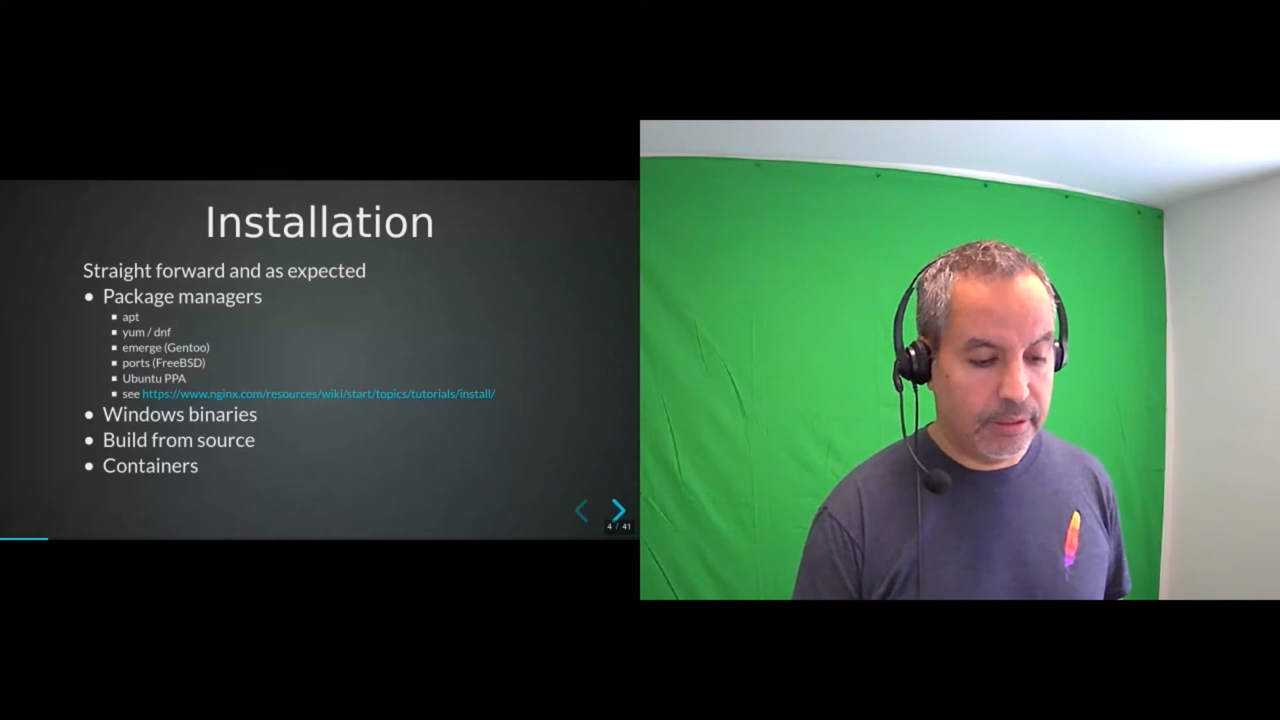 Installation
Straight forward and as expected
• Package managers
▪ apt
▪ yum / dnf
▪ emerge (Gentoo)
▪ ports (FreeBSD)
▪ Ubuntu PPA
▪ see https://www.nginx.com/resources/wiki/start/topics/tutorials/install/
• Windows binaries
• Build from source
• Containers
4 / 41